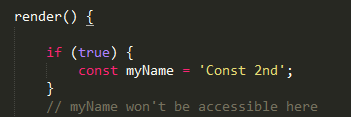 render() {
if (true) {
const myName = 'Const 2nd';
}
// myName won't be accessible here